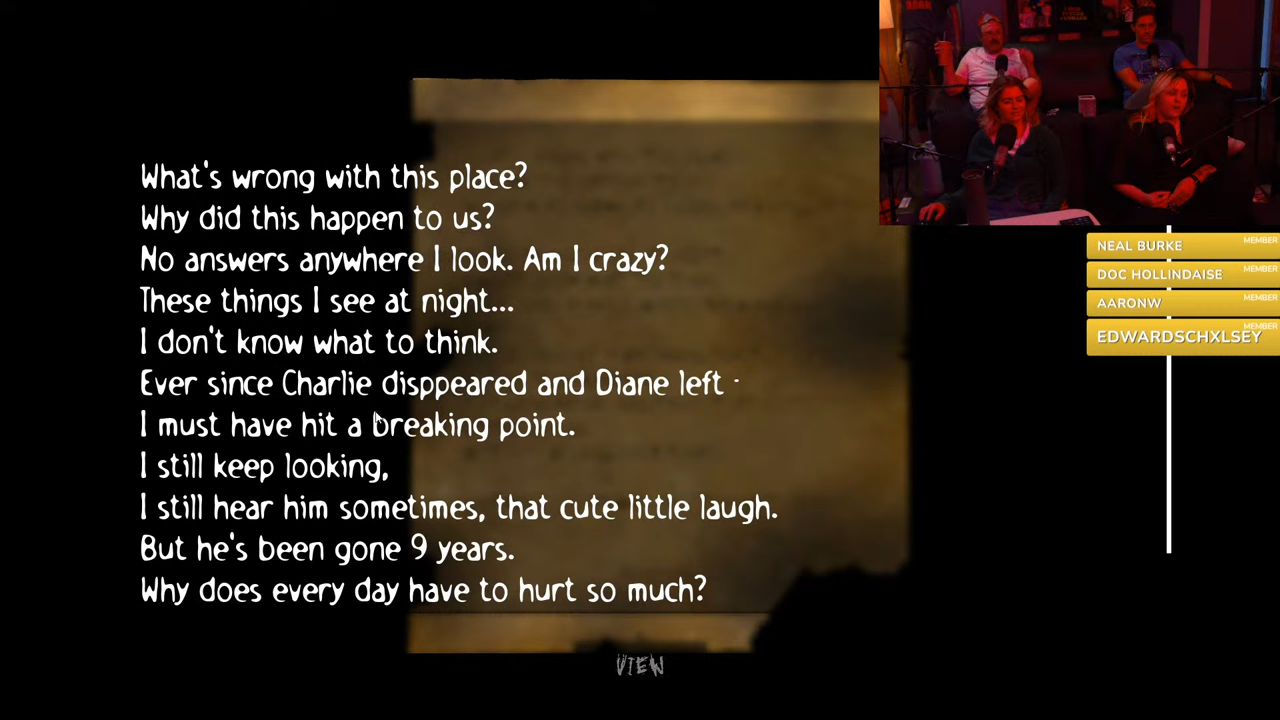 What's wrong with this place?
Why did this happen to us?
No answers anywhere I look. Am I crazy?
These things I see at night...
I don't know what to think.
Ever since Charlie disppeared and Diane left -
I must have hit a breaking point.
I still keep looking,
I still hear him sometimes, that cute little laugh.
But he's been gone 9 years.
Why does every day have to hurt so much?
VIEW
NEAL BURKE MEMBER
DOC HOLLINDAISE MEMBER
AARONW MEMBER
EDWARDSCHXLSEY MEMBER